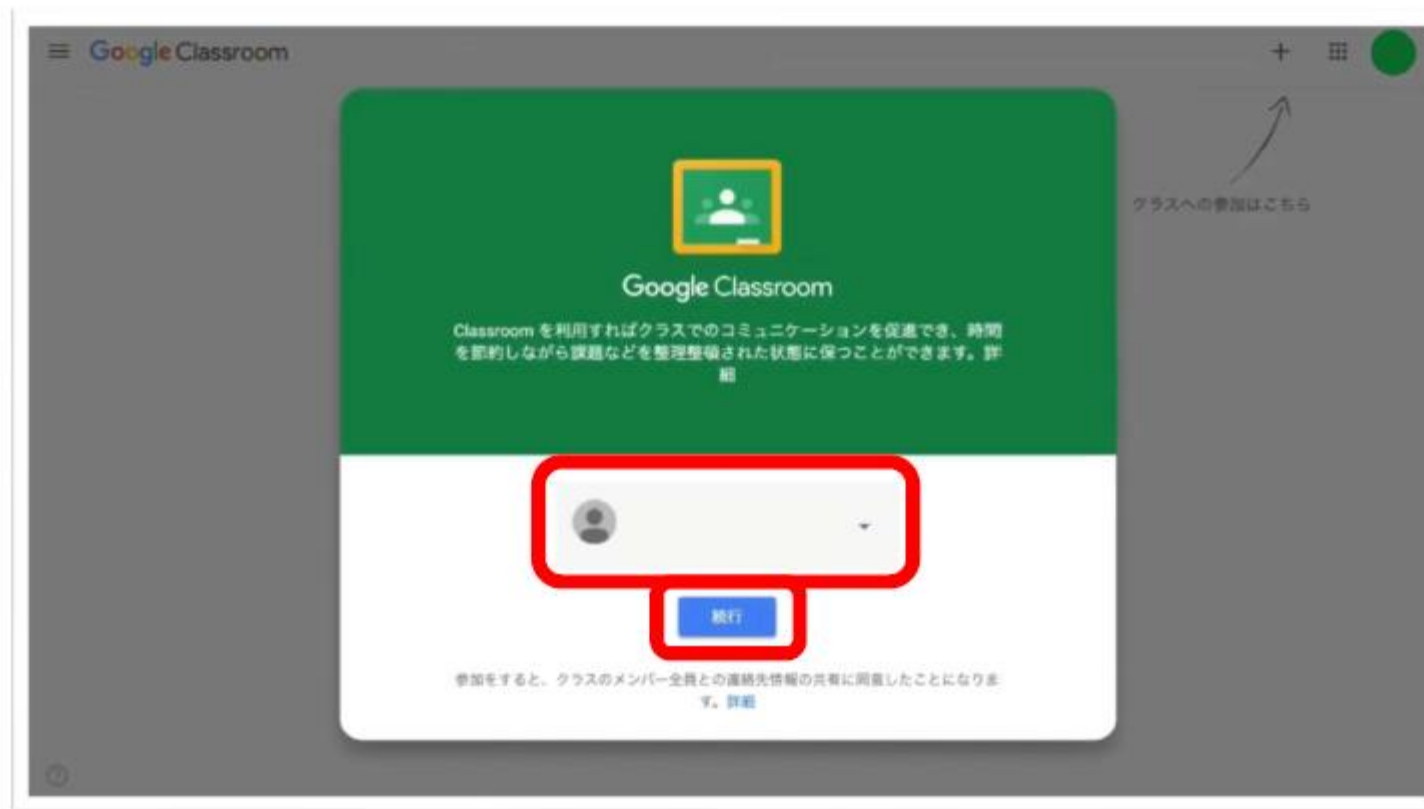 Google Classroom
クラスへの参加はこちら
Google Classroom
Classroom を利用すればクラスでのコミュニケーションを促進でき、時間
を節約しながら課題などを整理整頓された状態に保つことができます。詳
細
続行
参加をすると、クラスのメンバー全員との連絡先情報の共有に同意したことになりま
す。詳細